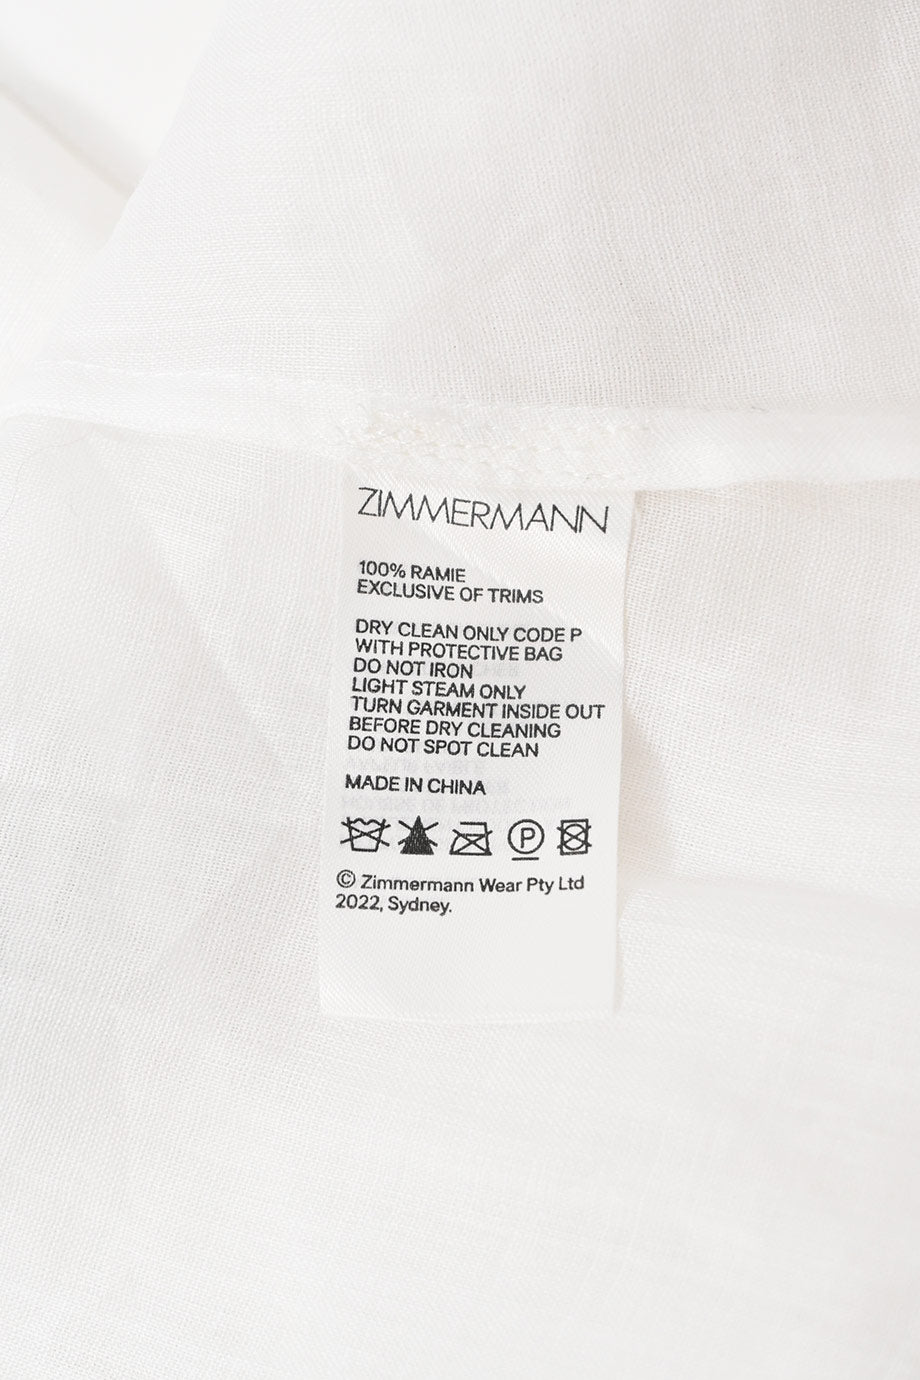 ZIMMERMANN
100% RAMIE
EXCLUSIVE OF TRIMS
DRY CLEAN ONLY CODE P
WITH PROTECTIVE BAG
DO NOT IRON
LIGHT STEAM ONLY
TURN GARMENT INSIDE OUT
BEFORE DRY CLEANING
DO NOT SPOT CLEAN
MADE IN CHINA
P
© Zimmermann Wear Pty Ltd
2022, Sydney.